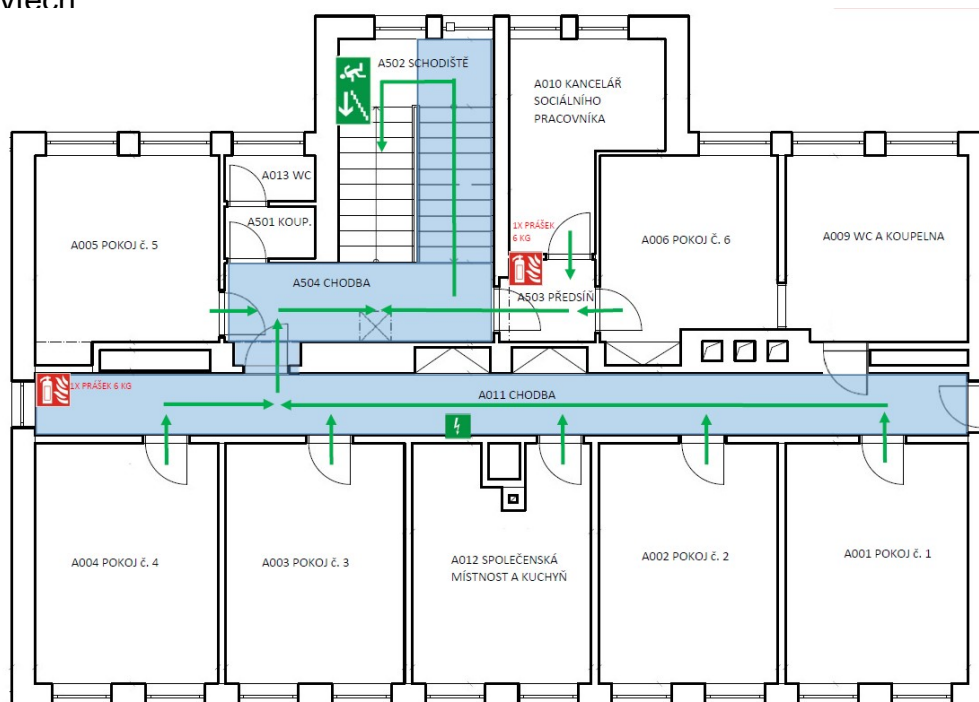 A502 SCHODIŠTĚ
A010 KANCELÁŘ
SOCIÁLNÍHO
PRACOVNÍKA
A013 WC
A501 KOUP.
A005 POKOJ č. 5
1X PRÁŠEK
6 KG
A006 POKOJ Č. 6
A009 WC A KOUPELNA
A504 CHODBA
A503 PŘEDSÍŇ
1X PRÁŠEK 6 KG
A011 CHODBA
A004 POKOJ č. 4
A003 POKOJ č. 3
A012 SPOLEČENSKÁ
MÍSTNOST A KUCHYŇ
A002 POKOJ č. 2
A001 POKOJ č. 1